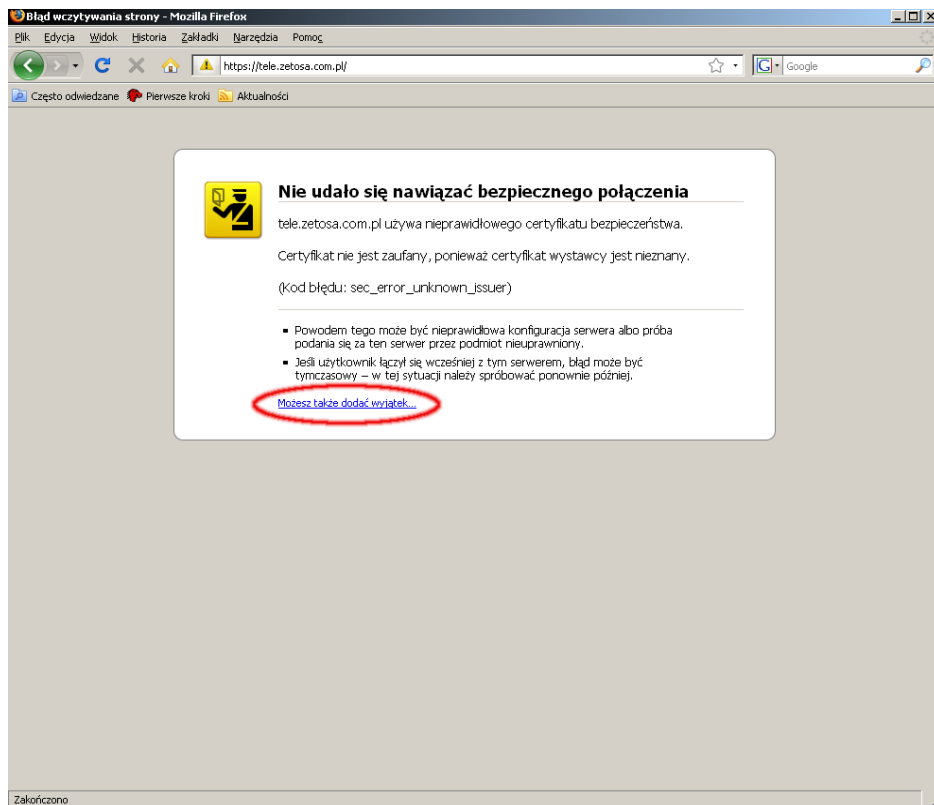 Błąd wczytywania strony - Mozilla Firefox
Plik Edycja Widok Historia Zakładki Narzędzia Pomoc
https://tele.zetosa.com.pl/
G Google
Często odwiedzane Pierwsze kroki Aktualności
Nie udało się nawiązać bezpiecznego połączenia
tele.zetosa.com.pl używa nieprawidłowego certyfikatu bezpieczeństwa.
Certyfikat nie jest zaufany, ponieważ certyfikat wystawcy jest nieznany.
(Kod błędu: sec_error_unknown_issuer)
▪ Powodem tego może być nieprawidłowa konfiguracja serwera albo próba
podania się za ten serwer przez podmiot nieuprawniony.
▪ Jeśli użytkownik łączył się wcześniej z tym serwerem, błąd może być
tymczasowy – w tej sytuacji należy spróbować ponownie później.
Możesz także dodać wyjątek...
Zakończono